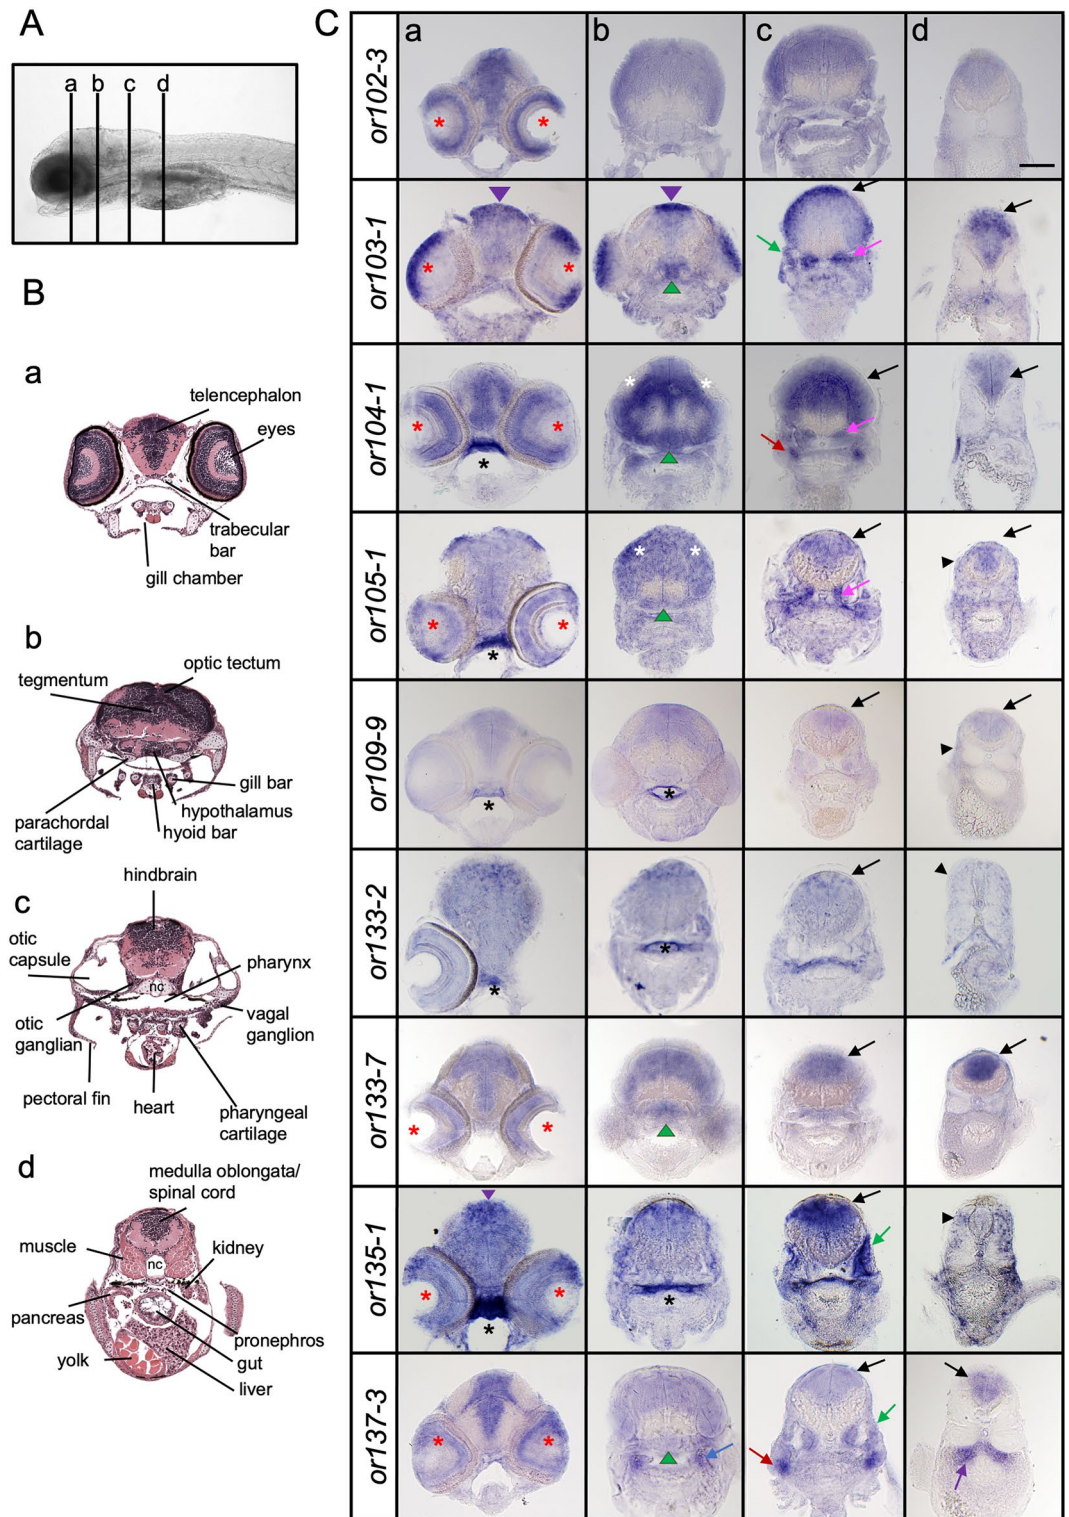 A
a b c d
B
a
telencephalon
eyes
trabecular
bar
gill chamber
b
optic tectum
tegmentum
gill bar
hypothalamus
parachordal
cartilage
hyoid bar
c
hindbrain
otic
capsule
pharynx
nc
otic
ganglian
vagal
ganglion
pectoral fin
heart
pharyngeal
cartilage
d
medulla oblongata/
spinal cord
muscle
kidney
nc
pancreas
pronephros
yolk
gut
liver
C
a b c d
or102-3
* *
or103-1
* *
or104-1
* * * * *
or105-1
* * * * *
or109-9
* *
or133-2
* *
or133-7
* *
or135-1
* * * *
or137-3
* *